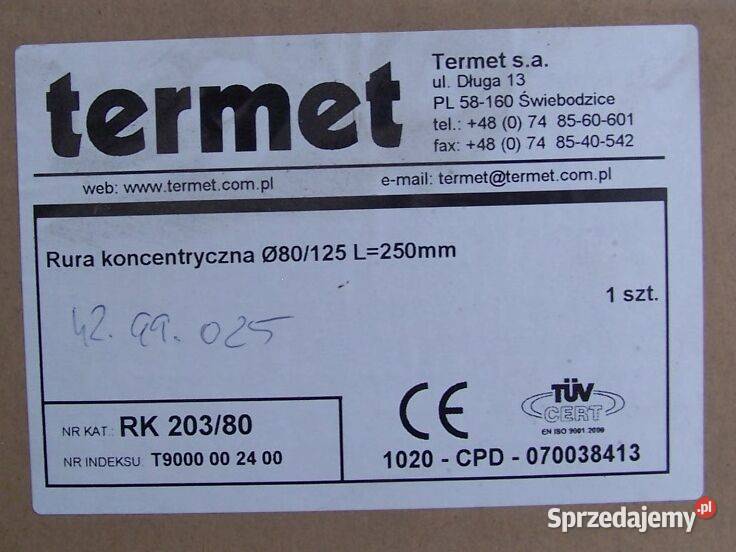 termet
Termet s.a.
ul. Długa 13
PL 58-160 Świebodzice
tel.: +48 (0) 74 85-60-601
fax: +48 (0) 74 85-40-542
web: www.termet.com.pl
e-mail: termet@termet.com.pl
Rura koncentryczna Ø80/125 L=250mm
1 szt.
42.99.025
NR KAT.: RK 203/80
NR INDEKSU: T9000 00 24 00
CE
TÜV
CERT
EN ISO 9001:2000
1020 - CPD - 070038413
Sprzedajemy.pl